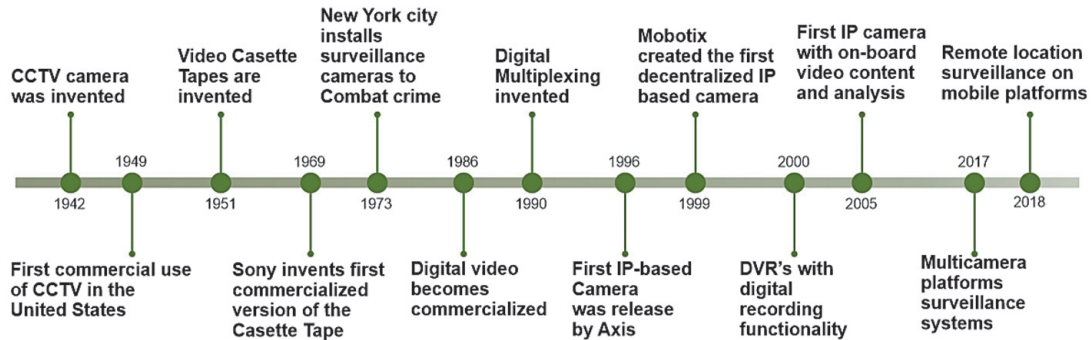 CCTV camera
was invented
Video Casette
Tapes are
invented
New York city
installs
surveillance
cameras to
Combat crime
Digital
Multiplexing
invented
Mobotix
created the first
decentralized IP
based camera
First IP camera
with on-board
video content
and analysis
Remote location
surveillance on
mobile platforms
1949
1969
1986
1996
2000
2017
1942
1951
1973
1990
1999
2005
2018
First commercial use
of CCTV in the
United States
Sony invents first
commercialized
version of the
Casette Tape
Digital video
becomes
commercialized
First IP-based
Camera
was release
by Axis
DVR's with
digital
recording
functionality
Multicamera
platforms
surveillance
systems